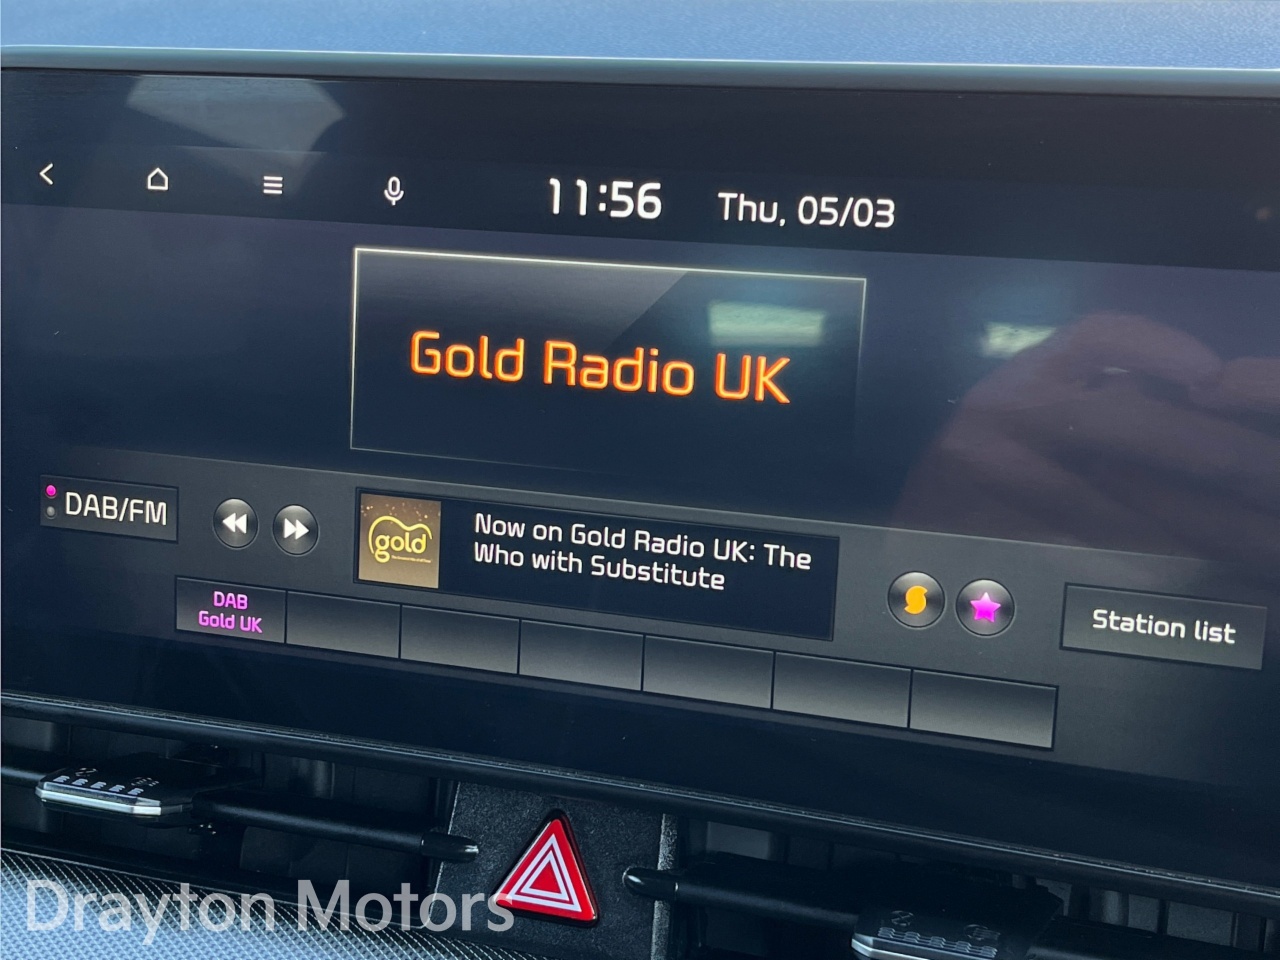 11:56
Thu, 05/03
Gold Radio UK
DAB/FM
gold
Now on Gold Radio UK: The
Who with Substitute
DAB
Gold UK
Station list
Drayton Motors